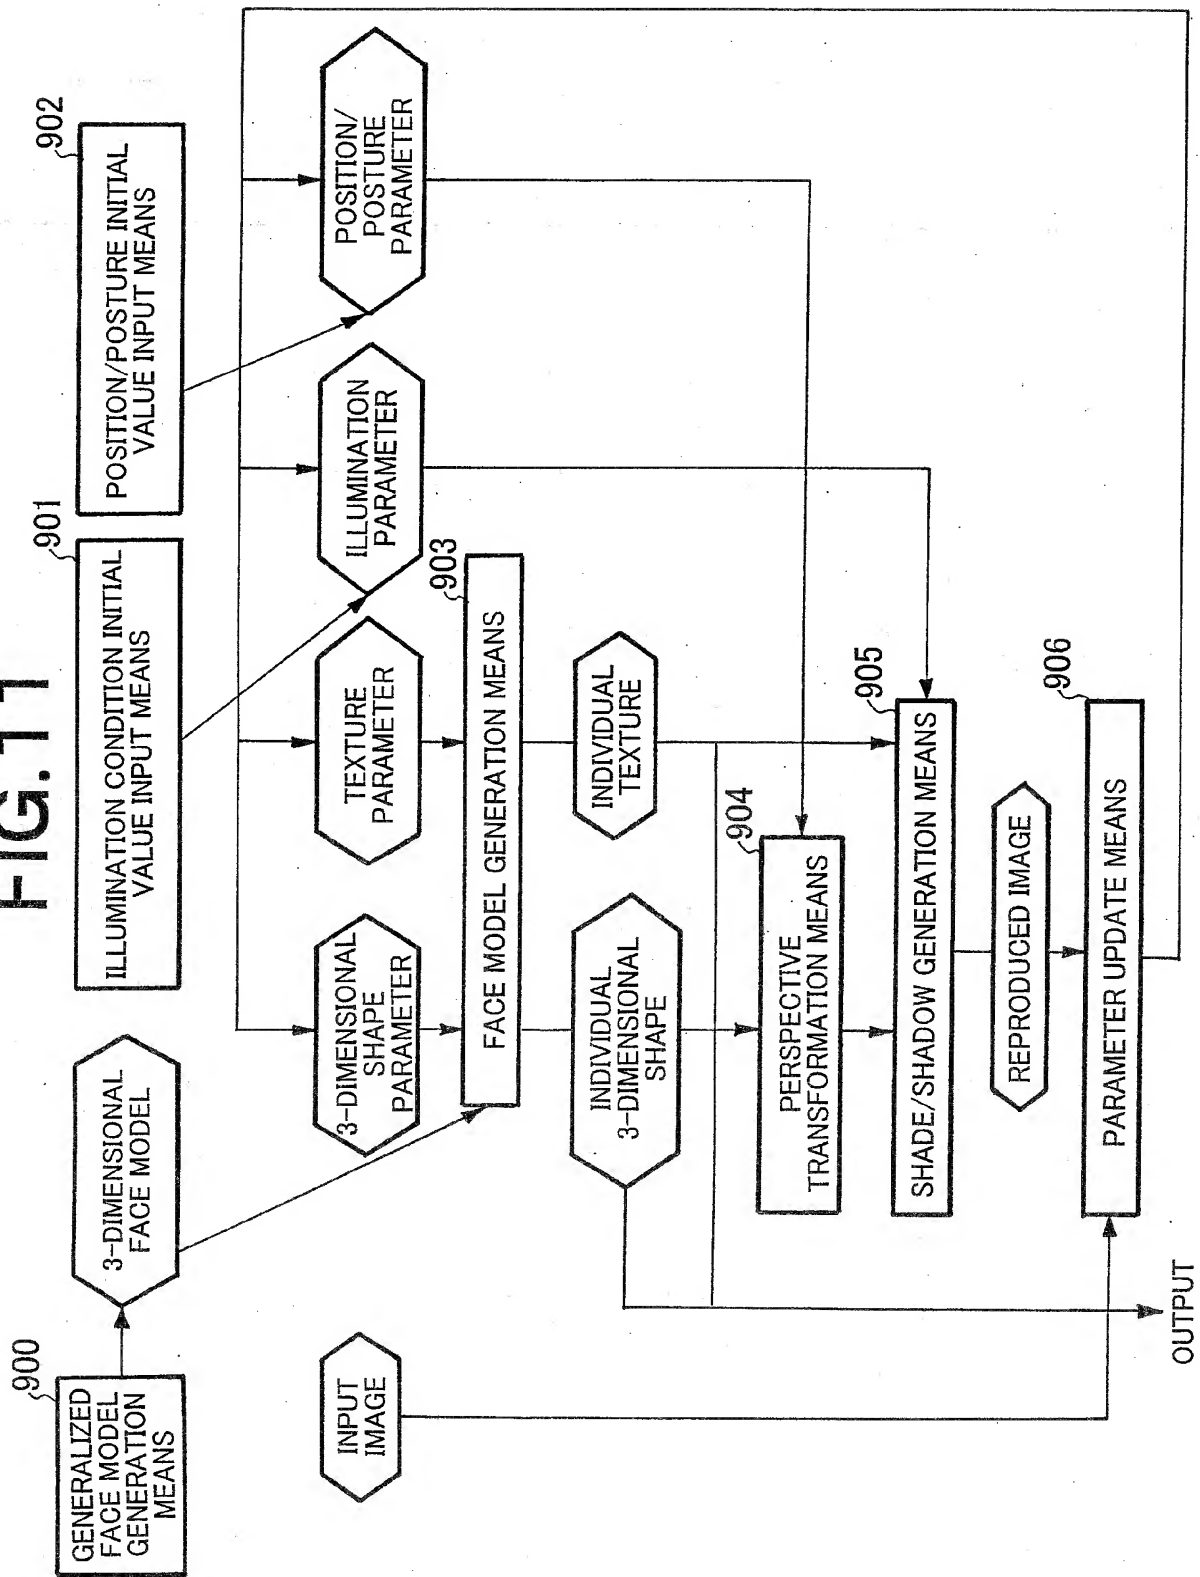 FIG.11
900
GENERALIZED
FACE MODEL
GENERATION
MEANS
3-DIMENSIONAL
FACE MODEL
901
ILLUMINATION CONDITION INITIAL
VALUE INPUT MEANS
902
POSITION/POSTURE INITIAL
VALUE INPUT MEANS
INPUT
IMAGE
3-DIMENSIONAL
SHAPE
PARAMETER
TEXTURE
PARAMETER
ILLUMINATION
PARAMETER
POSITION/
POSTURE
PARAMETER
903
FACE MODEL GENERATION MEANS
INDIVIDUAL
3-DIMENSIONAL
SHAPE
INDIVIDUAL
TEXTURE
904
PERSPECTIVE
TRANSFORMATION MEANS
905
SHADE/SHADOW GENERATION MEANS
REPRODUCED IMAGE
906
PARAMETER UPDATE MEANS
OUTPUT